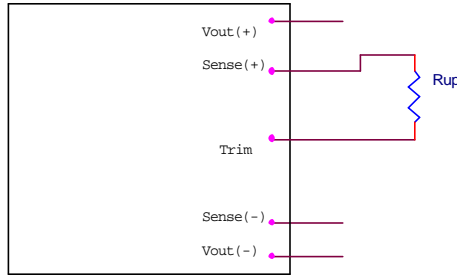 Vout(+)
Sense(+)
Rup
Trim
Sense(-)
Vout(-)